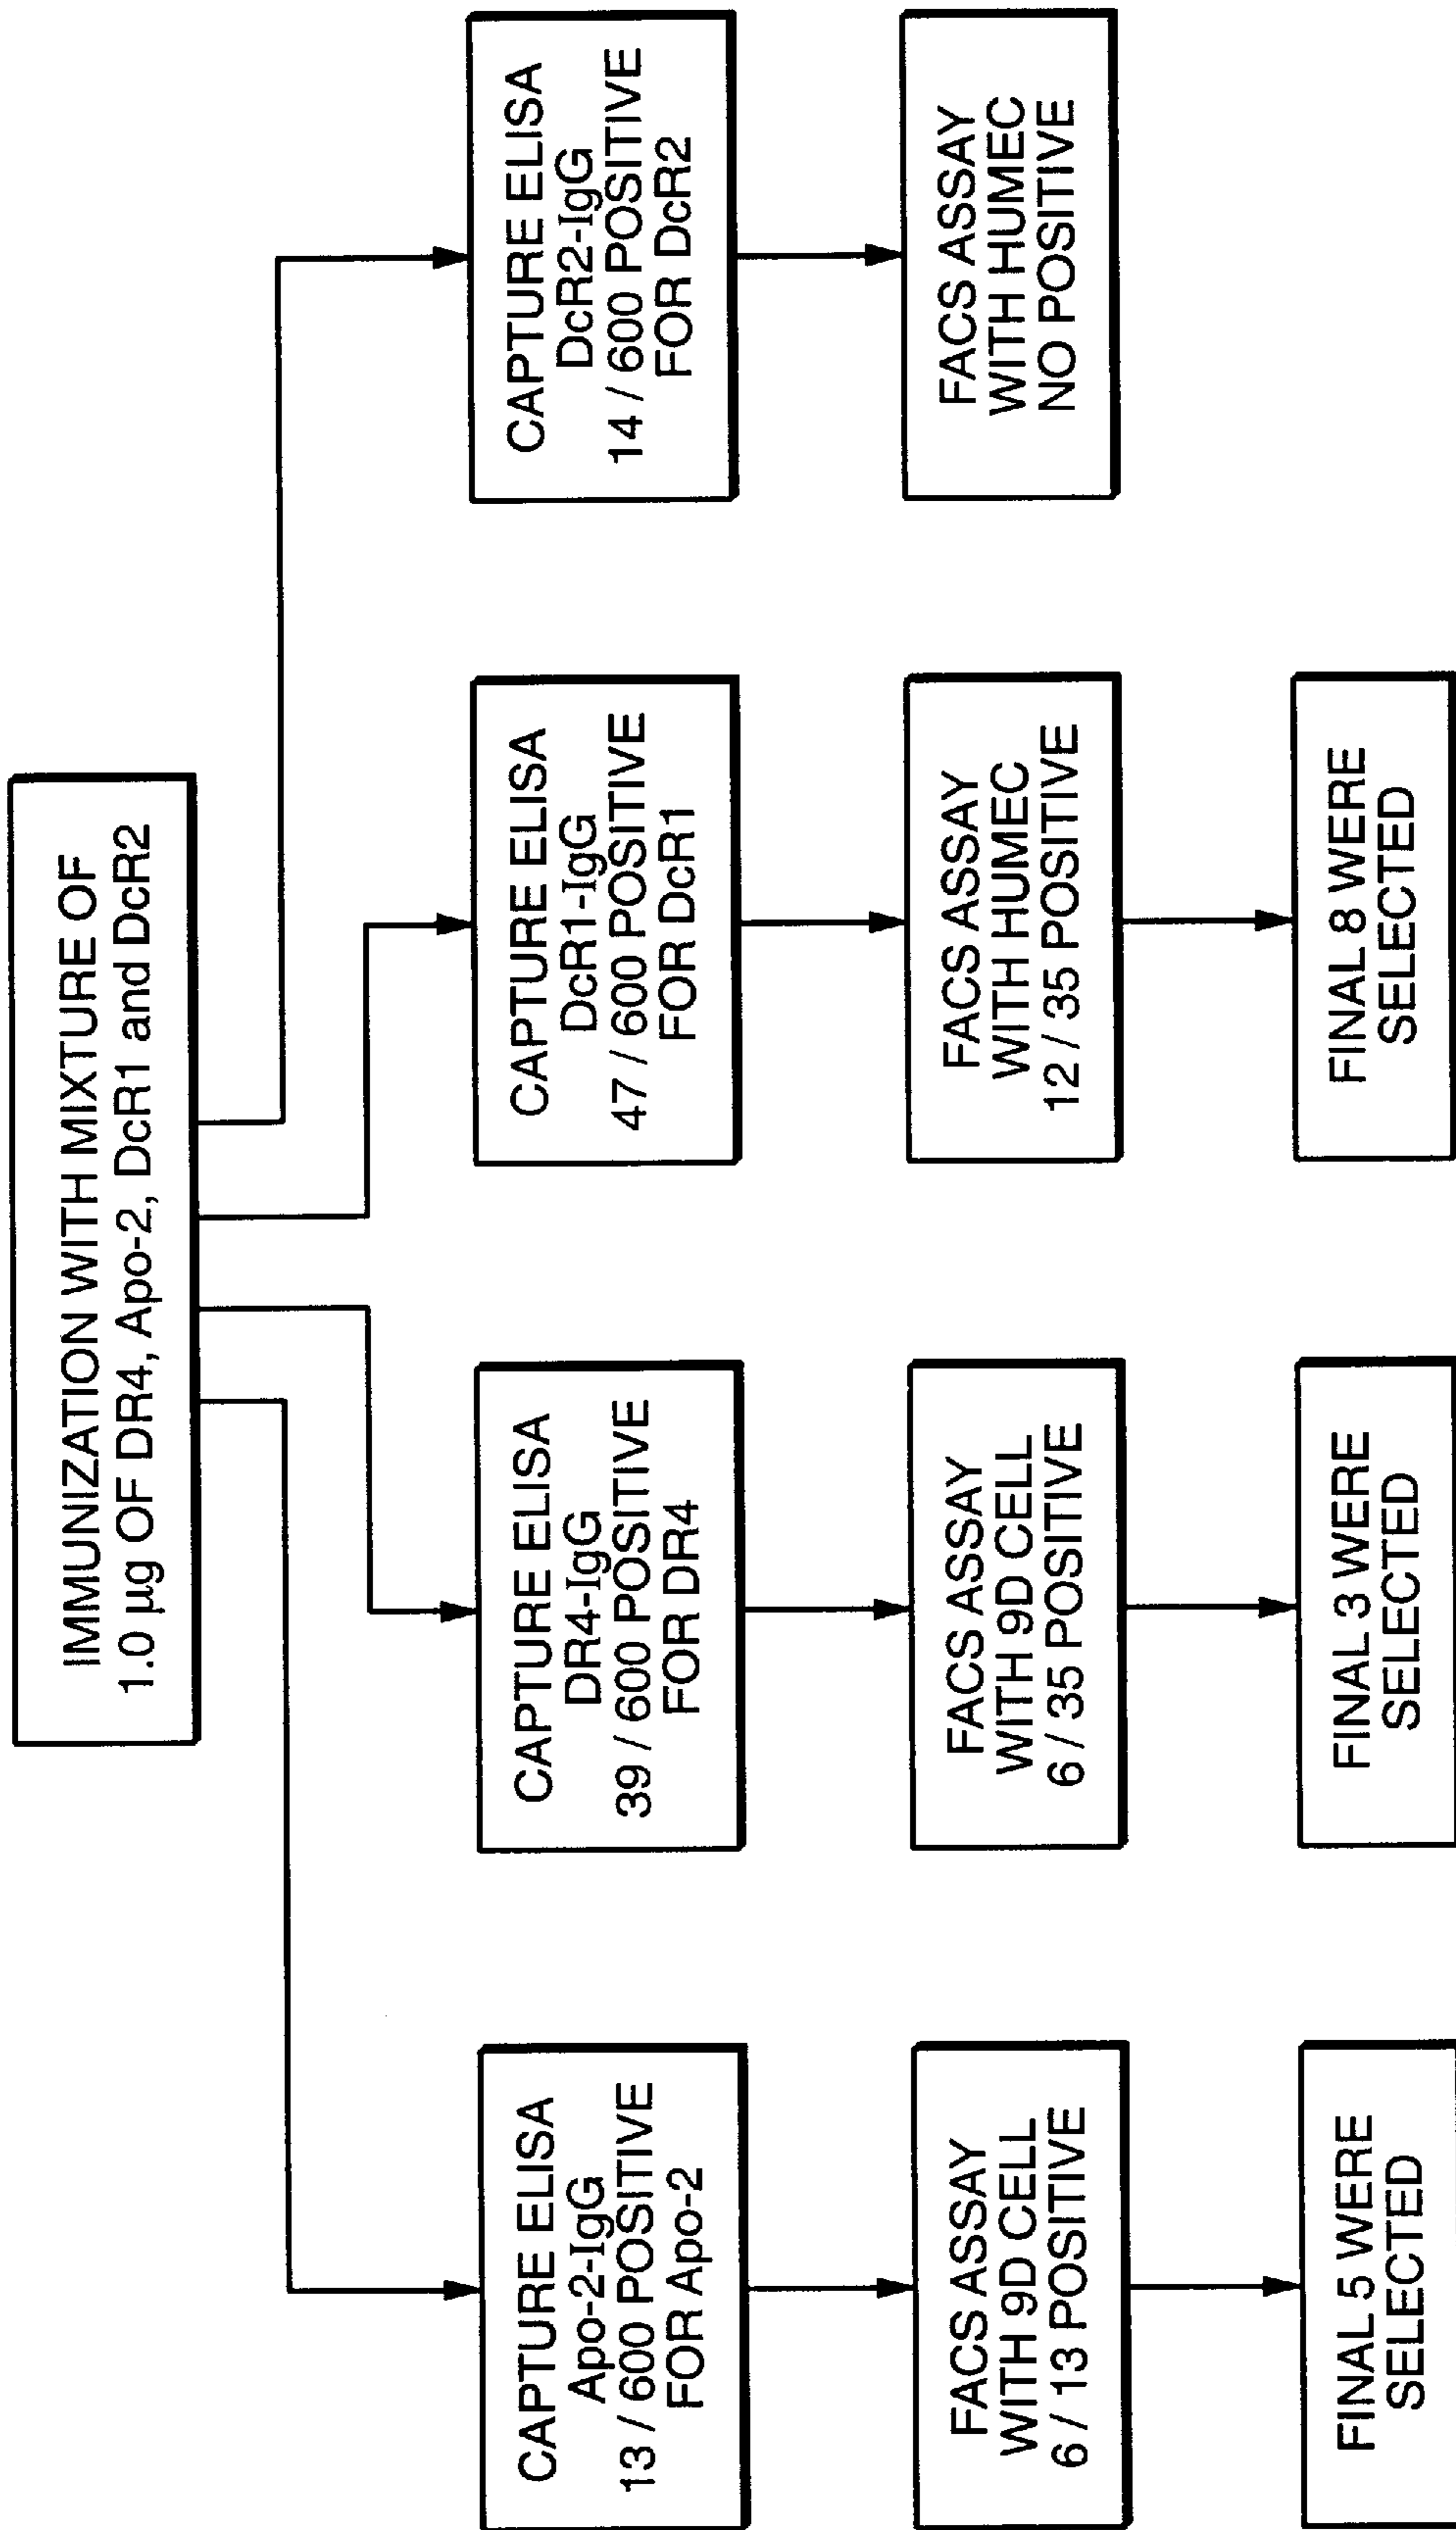 IMMUNIZATION WITH MIXTURE OF
1.0 µg OF DR4, Apo-2, DcR1 and DcR2
CAPTURE ELISA
Apo-2-IgG
13 / 600 POSITIVE
FOR Apo-2
FACS ASSAY
WITH 9D CELL
6 / 13 POSITIVE
FINAL 5 WERE
SELECTED
CAPTURE ELISA
DR4-IgG
39 / 600 POSITIVE
FOR DR4
FACS ASSAY
WITH 9D CELL
6 / 35 POSITIVE
FINAL 3 WERE
SELECTED
CAPTURE ELISA
DcR1-IgG
47 / 600 POSITIVE
FOR DcR1
FACS ASSAY
WITH HUMEC
12 / 35 POSITIVE
FINAL 8 WERE
SELECTED
CAPTURE ELISA
DcR2-IgG
14 / 600 POSITIVE
FOR DcR2
FACS ASSAY
WITH HUMEC
NO POSITIVE